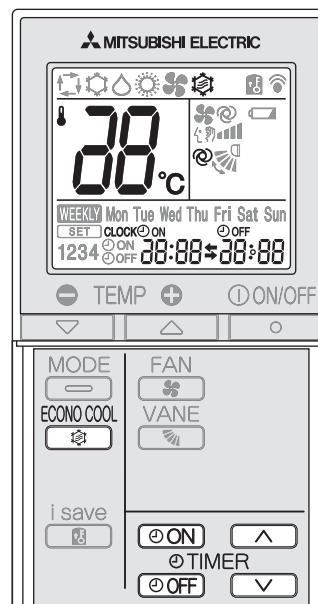 MITSUBISHI ELECTRIC
88°C
WEEKLY Mon Tue Wed Thu Fri Sat Sun
SET CLOCK ON OFF
1234 ON OFF 88:88 88:88
TEMP ON/OFF
MODE FAN
ECONO COOL VANE
i save
ON
TIMER
OFF